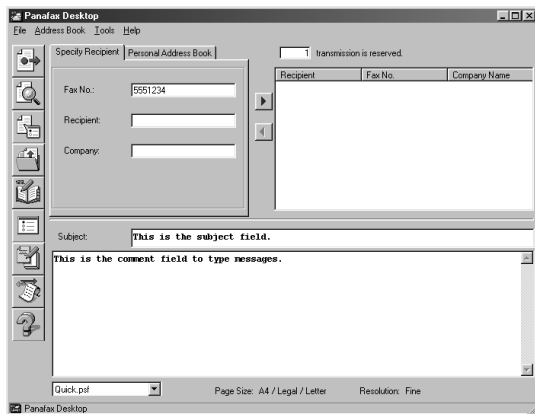 Panafax Desktop
File Address Book Tools Help
Specify Recipient Personal Address Book
1 transmission is reserved.
Recipient Fax No. Company Name
Fax No.: 5551234
Recipient:
Company:
Subject: This is the subject field.
This is the comment field to type messages.
Quick.psf Page Size: A4 / Legal / Letter Resolution: Fine
Panafax Desktop